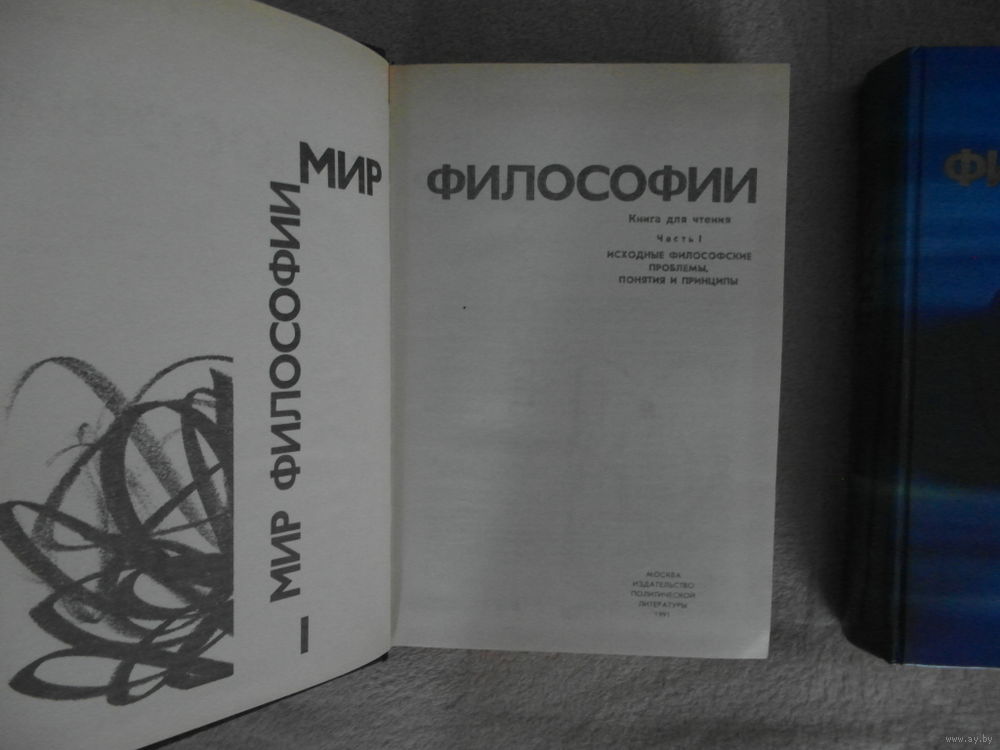 МИР ФИЛОСОФИИ
МИР ФИЛОСОФИИ
Книга для чтения
Часть I
ИСХОДНЫЕ ФИЛОСОФСКИЕ
ПРОБЛЕМЫ,
ПОНЯТИЯ И ПРИНЦИПЫ
МОСКВА
ИЗДАТЕЛЬСТВО
ПОЛИТИЧЕСКОЙ
ЛИТЕРАТУРЫ
1991
ФИ
www.ay.by